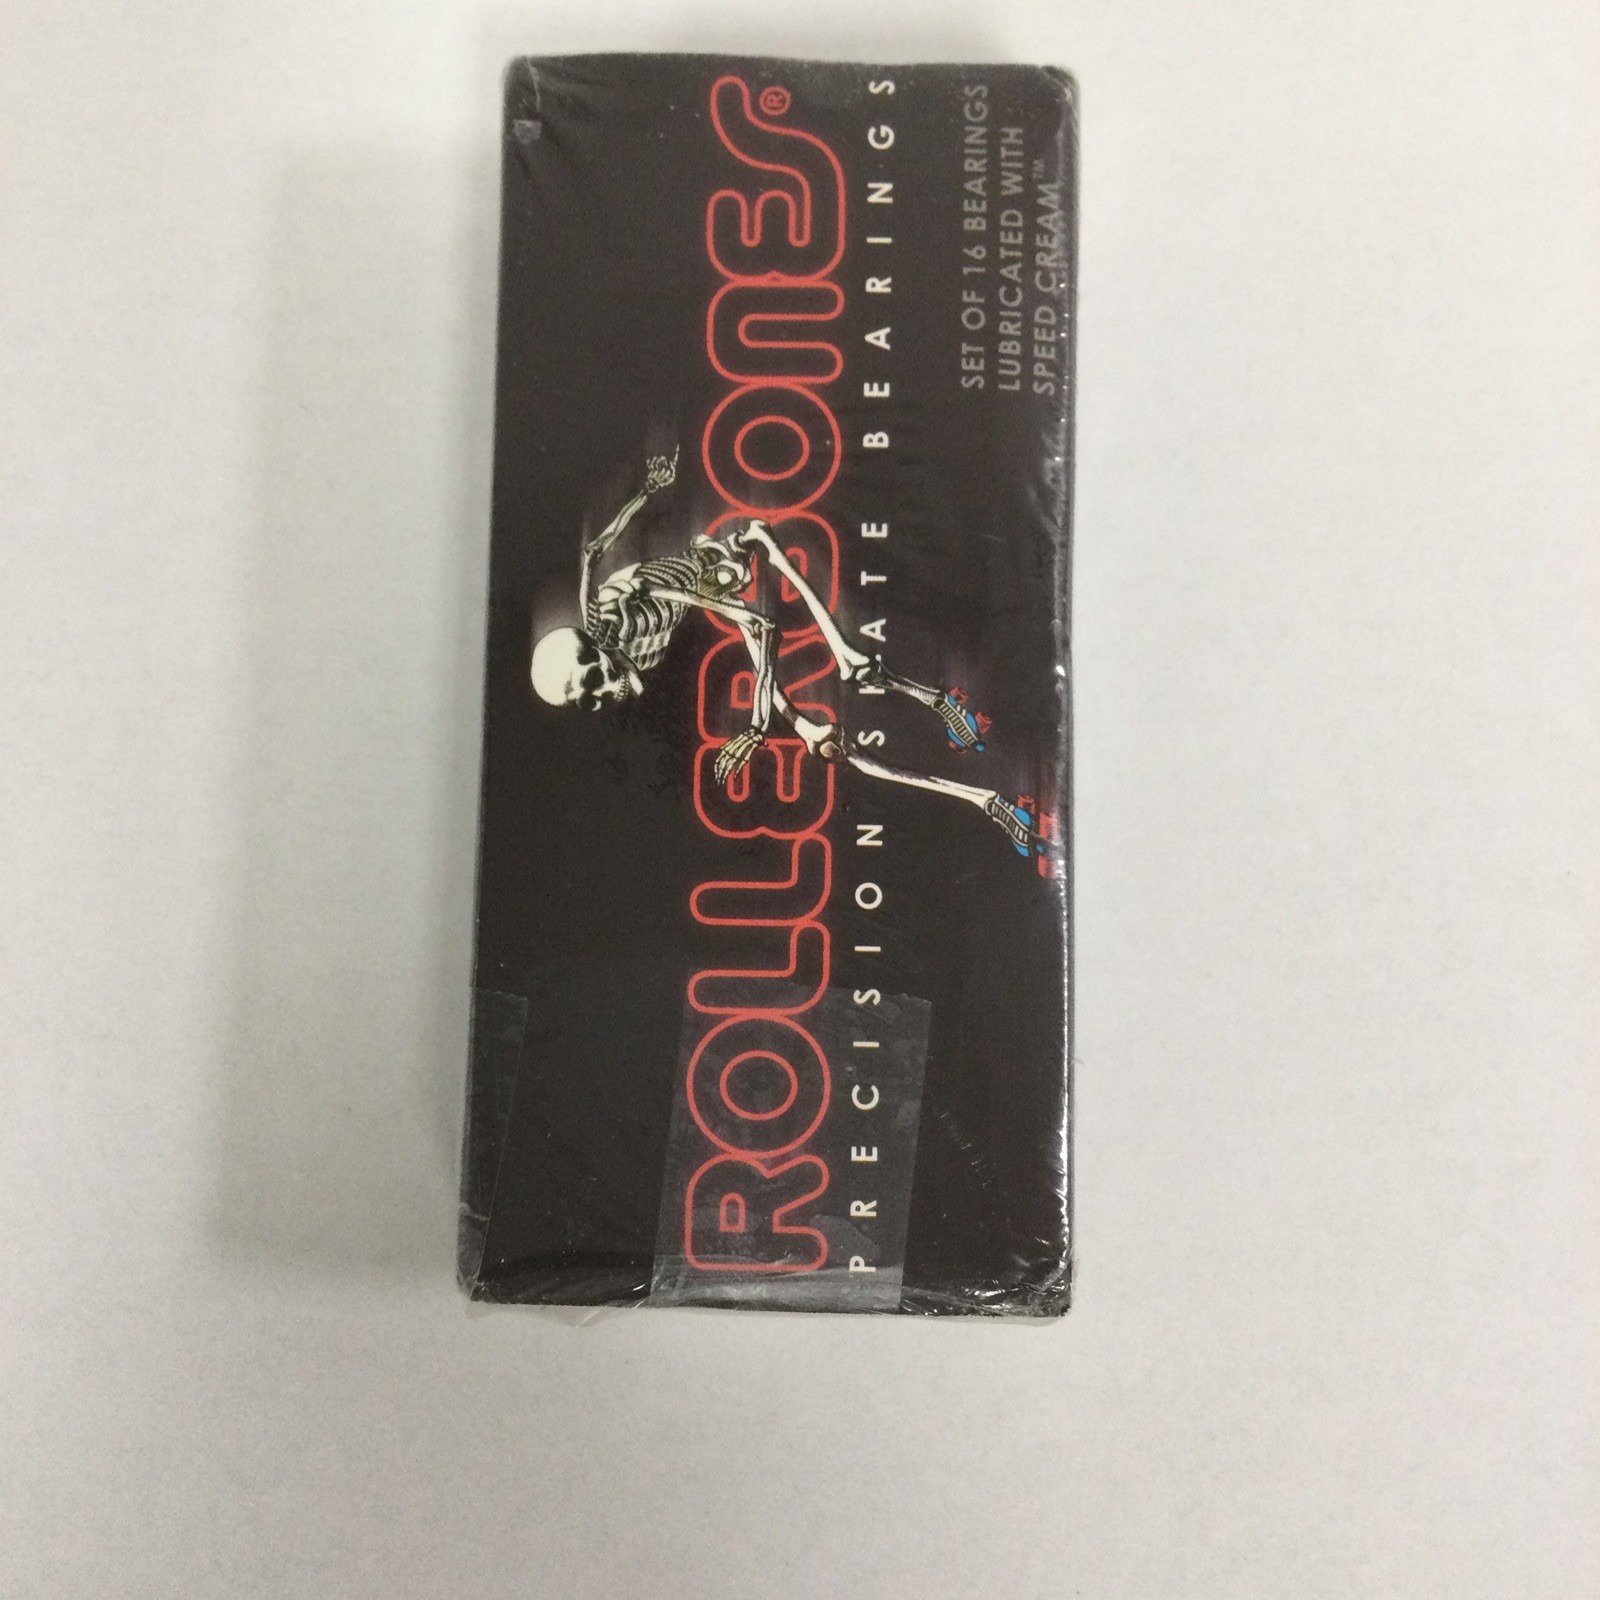 ROLLERBONES®
PRECISION SKATE BEARINGS
SET OF 16 BEARINGS
LUBRICATED WITH
SPEED CREAM™